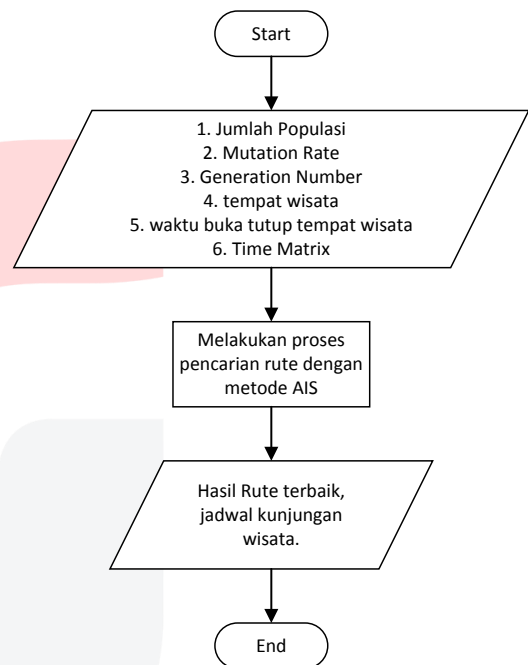 Start
1. Jumlah Populasi
2. Mutation Rate
3. Generation Number
4. tempat wisata
5. waktu buka tutup tempat wisata
6. Time Matrix
Melakukan proses
pencarian rute dengan
metode AIS
Hasil Rute terbaik,
jadwal kunjungan
wisata.
End